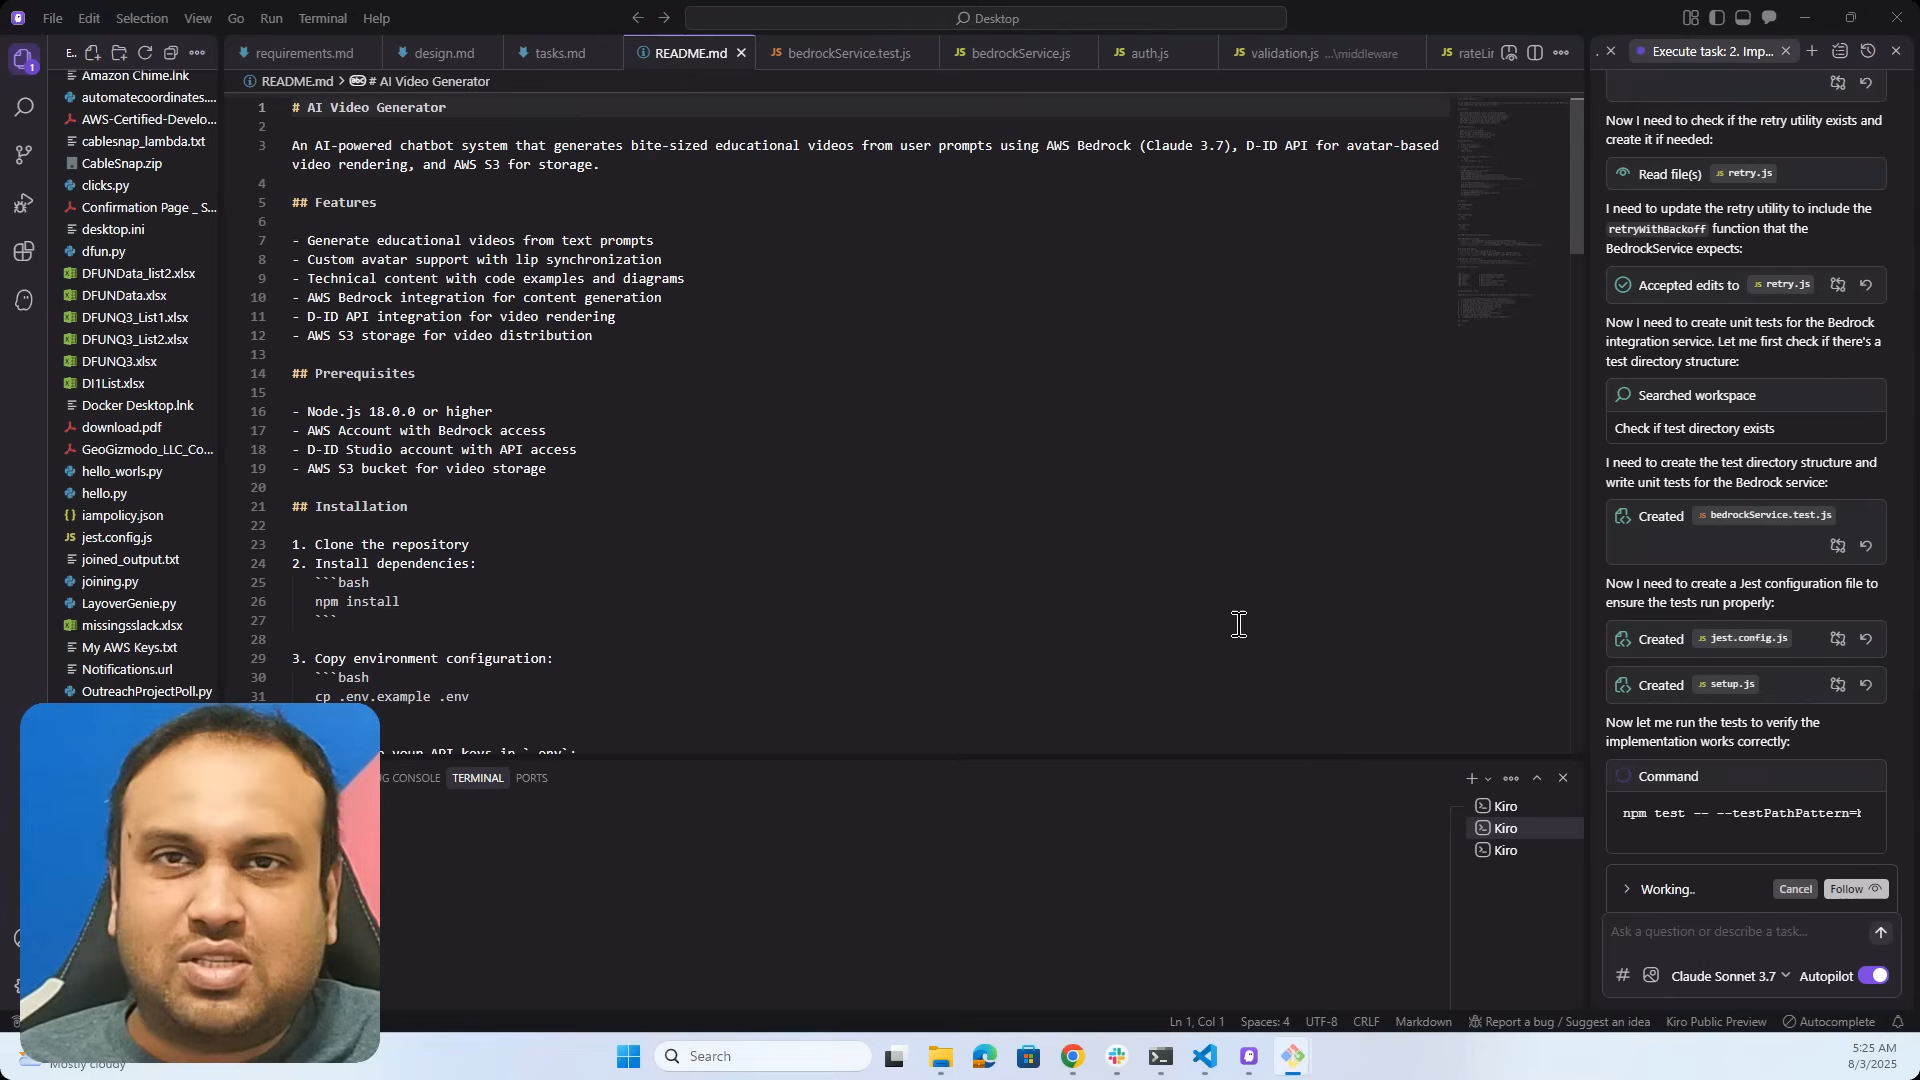 File Edit Selection View Go Run Terminal Help
Desktop
E..
requirements.md
design.md
tasks.md
README.md
bedrockService.test.js
bedrockService.js
auth.js
validation.js ...\middleware
Execute task: 2. Imp...
README.md > # AI Video Generator
Amazon Chime.lnk
automatecoordinates....
AWS-Certified-Develo...
cablesnap_lambda.txt
CableSnap.zip
clicks.py
Confirmation Page _ S...
desktop.ini
dfun.py
DFUNData_list2.xlsx
DFUNData.xlsx
DFUNQ3_List1.xlsx
DFUNQ3_List2.xlsx
DFUNQ3.xlsx
DI1List.xlsx
Docker Desktop.lnk
download.pdf
GeoGizmodo_LLC_Co...
hello_worls.py
hello.py
iampolicy.json
jest.config.js
joined_output.txt
joining.py
LayoverGenie.py
missingsslack.xlsx
My AWS Keys.txt
Notifications.url
OutreachProjectPoll.py
1 # AI Video Generator
2
3 An AI-powered chatbot system that generates bite-sized educational videos from user prompts using AWS Bedrock (Claude 3.7), D-ID API for avatar-based
video rendering, and AWS S3 for storage.
4
5 ## Features
6
7 - Generate educational videos from text prompts
8 - Custom avatar support with lip synchronization
9 - Technical content with code examples and diagrams
10 - AWS Bedrock integration for content generation
11 - D-ID API integration for video rendering
12 - AWS S3 storage for video distribution
13
14 ## Prerequisites
15
16 - Node.js 18.0.0 or higher
17 - AWS Account with Bedrock access
18 - D-ID Studio account with API access
19 - AWS S3 bucket for video storage
20
21 ## Installation
22
23 1. Clone the repository
24 2. Install dependencies:
25 ```bash
26 npm install
27 ```
28
29 3. Copy environment configuration:
30 ```bash
31 cp .env.example .env
your API keys in `.env`:
CONSOLE TERMINAL PORTS
Kiro
Kiro
Kiro
Now I need to check if the retry utility exists and
create it if needed:
Read file(s) JS retry.js
I need to update the retry utility to include the
retryWithBackoff function that the
BedrockService expects:
Accepted edits to JS retry.js
Now I need to create unit tests for the Bedrock
integration service. Let me first check if there's a
test directory structure:
Searched workspace
Check if test directory exists
I need to create the test directory structure and
write unit tests for the Bedrock service:
Created JS bedrockService.test.js
Now I need to create a Jest configuration file to
ensure the tests run properly:
Created JS jest.config.js
Created JS setup.js
Now let me run the tests to verify the
implementation works correctly:
Command
npm test -- --testPathPattern=
Working..
Cancel Follow
Ask a question or describe a task...
Claude Sonnet 3.7 Autopilot
Ln 1, Col 1 Spaces: 4 UTF-8 CRLF Markdown Report a bug / Suggest an idea Kiro Public Preview Autocomplete
Mostly cloudy
Search
5:25 AM
8/3/2025